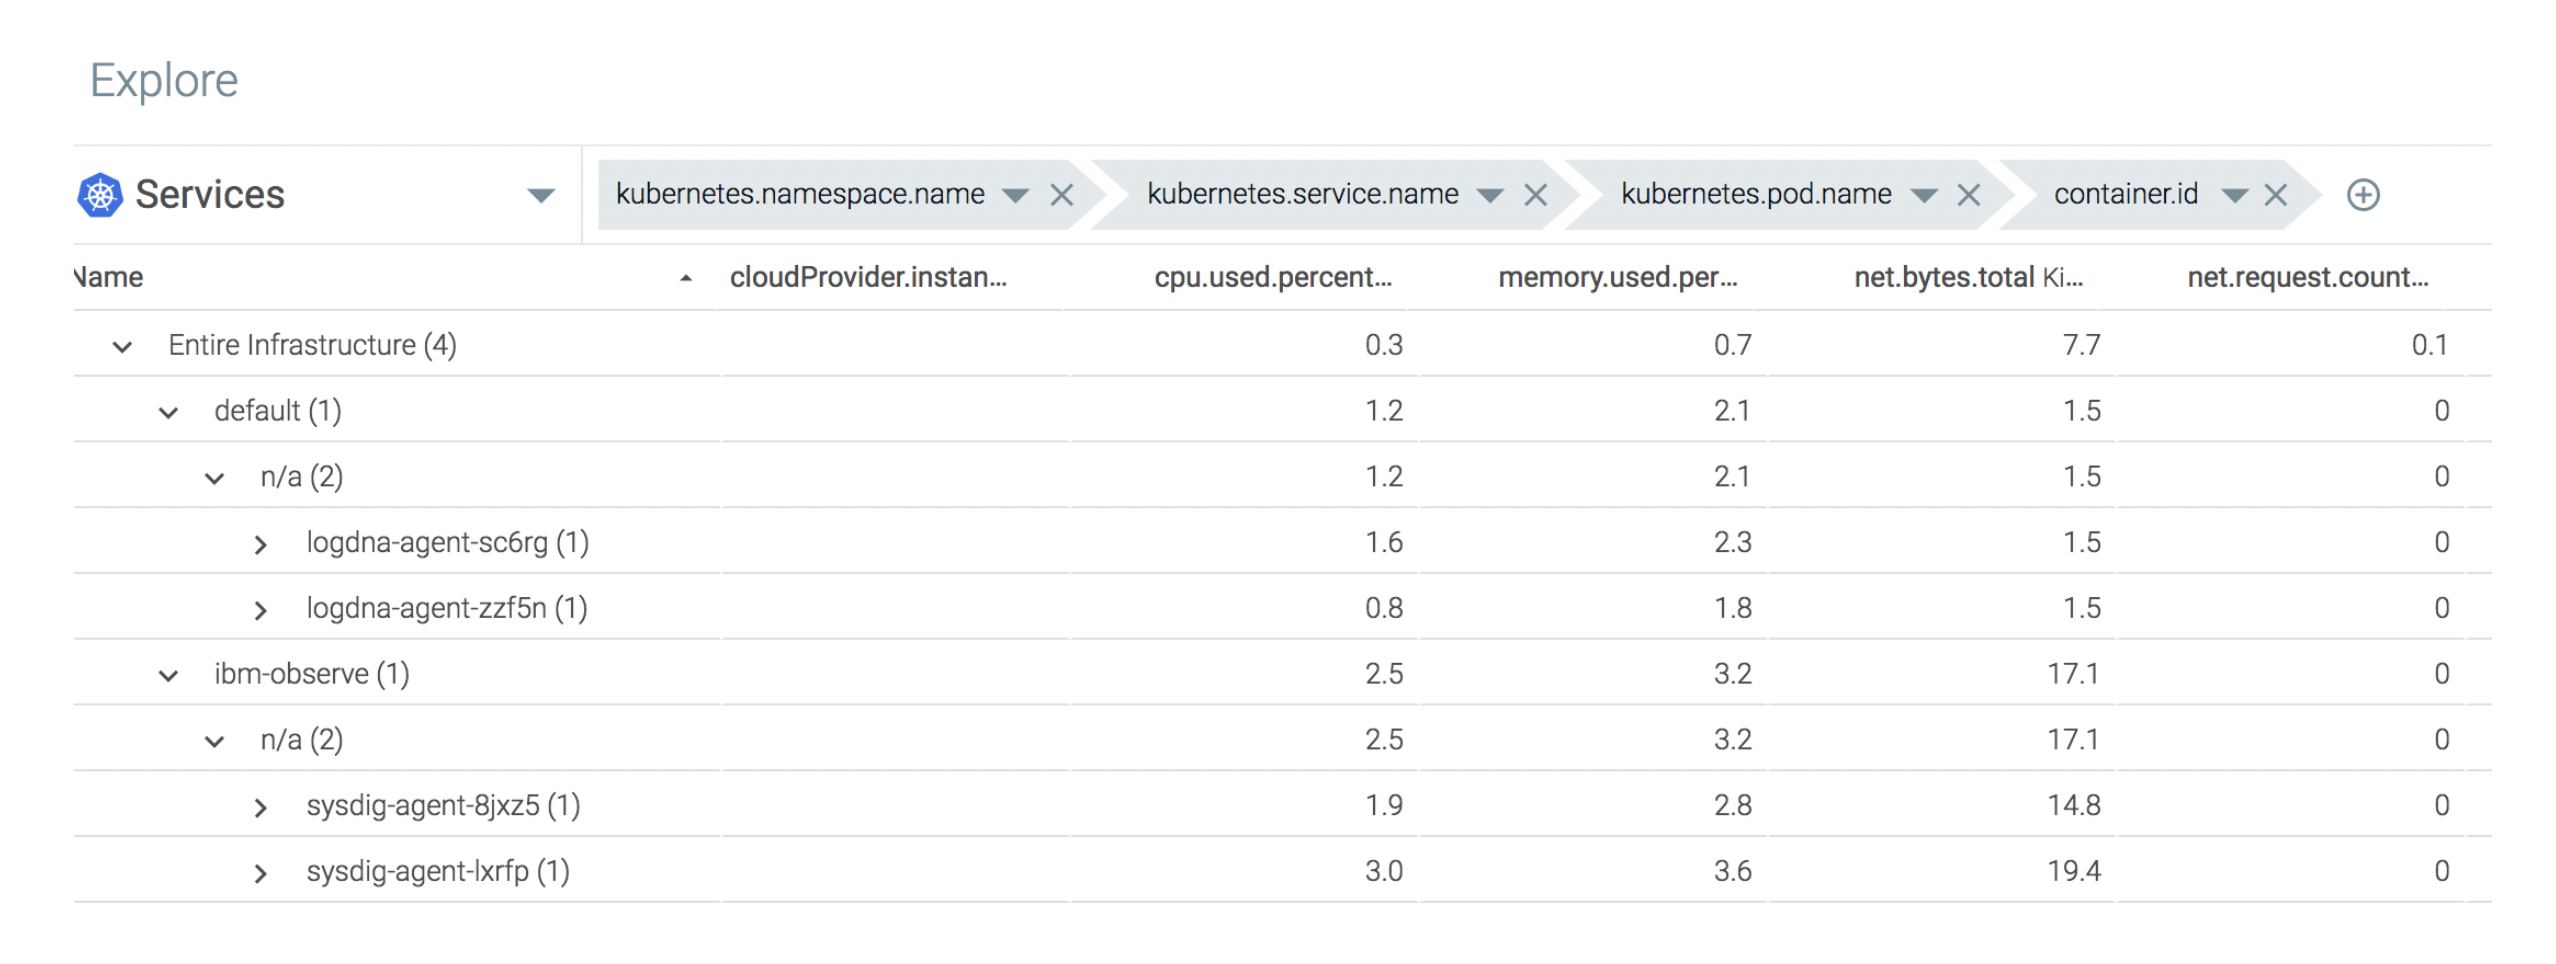 Explore
Services kubernetes.namespace.name kubernetes.service.name kubernetes.pod.name container.id
Name cloudProvider.instan... cpu.used.percent... memory.used.per... net.bytes.total Ki... net.request.count...
Entire Infrastructure (4) 0.3 0.7 7.7 0.1
default (1) 1.2 2.1 1.5 0
n/a (2) 1.2 2.1 1.5 0
logdna-agent-sc6rg (1) 1.6 2.3 1.5 0
logdna-agent-zzf5n (1) 0.8 1.8 1.5 0
ibm-observe (1) 2.5 3.2 17.1 0
n/a (2) 2.5 3.2 17.1 0
sysdig-agent-8jxz5 (1) 1.9 2.8 14.8 0
sysdig-agent-lxrfp (1) 3.0 3.6 19.4 0